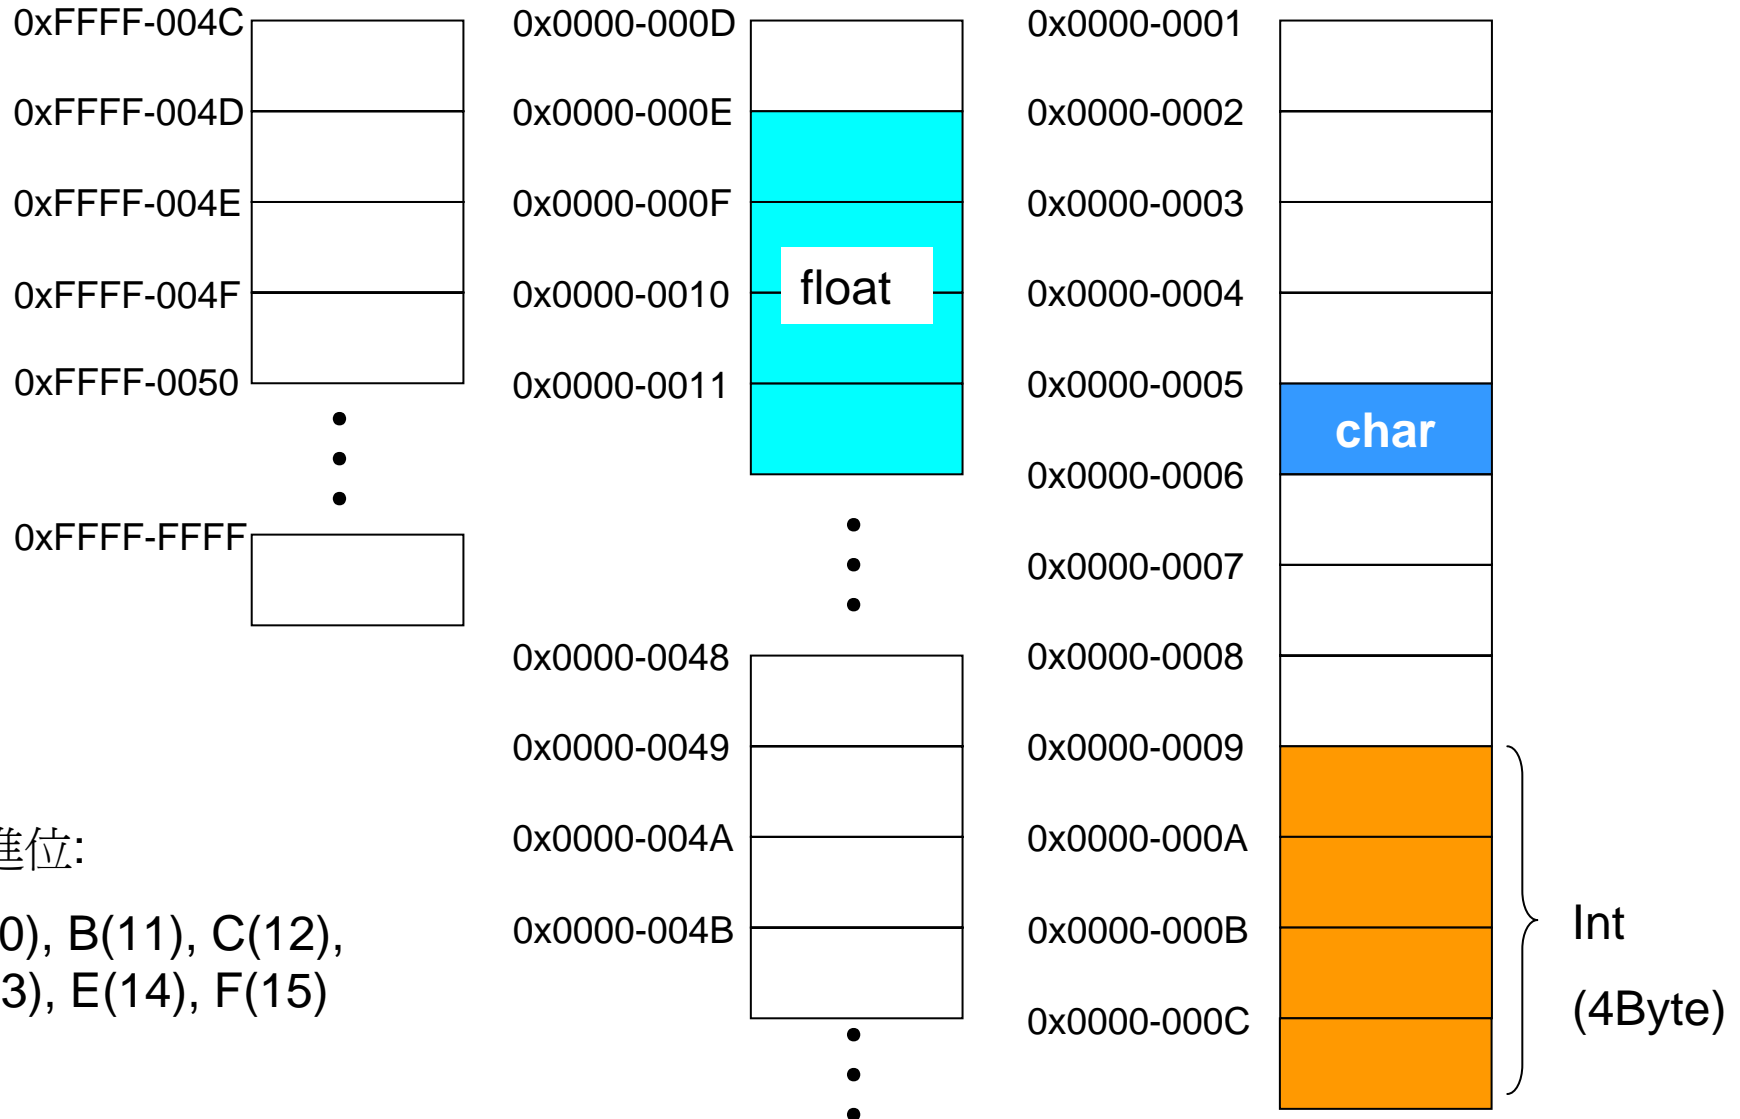 0xFFFF-004C
0xFFFF-004D
0xFFFF-004E
0xFFFF-004F
0xFFFF-0050
0xFFFF-FFFF
進位:
0), B(11), C(12),
3), E(14), F(15)
0x0000-000D
0x0000-000E
0x0000-000F
float
0x0000-0010
0x0000-0011
0x0000-0048
0x0000-0049
0x0000-004A
0x0000-004B
0x0000-0001
0x0000-0002
0x0000-0003
0x0000-0004
0x0000-0005
char
0x0000-0006
0x0000-0007
0x0000-0008
0x0000-0009
0x0000-000A
0x0000-000B
0x0000-000C
Int
(4Byte)